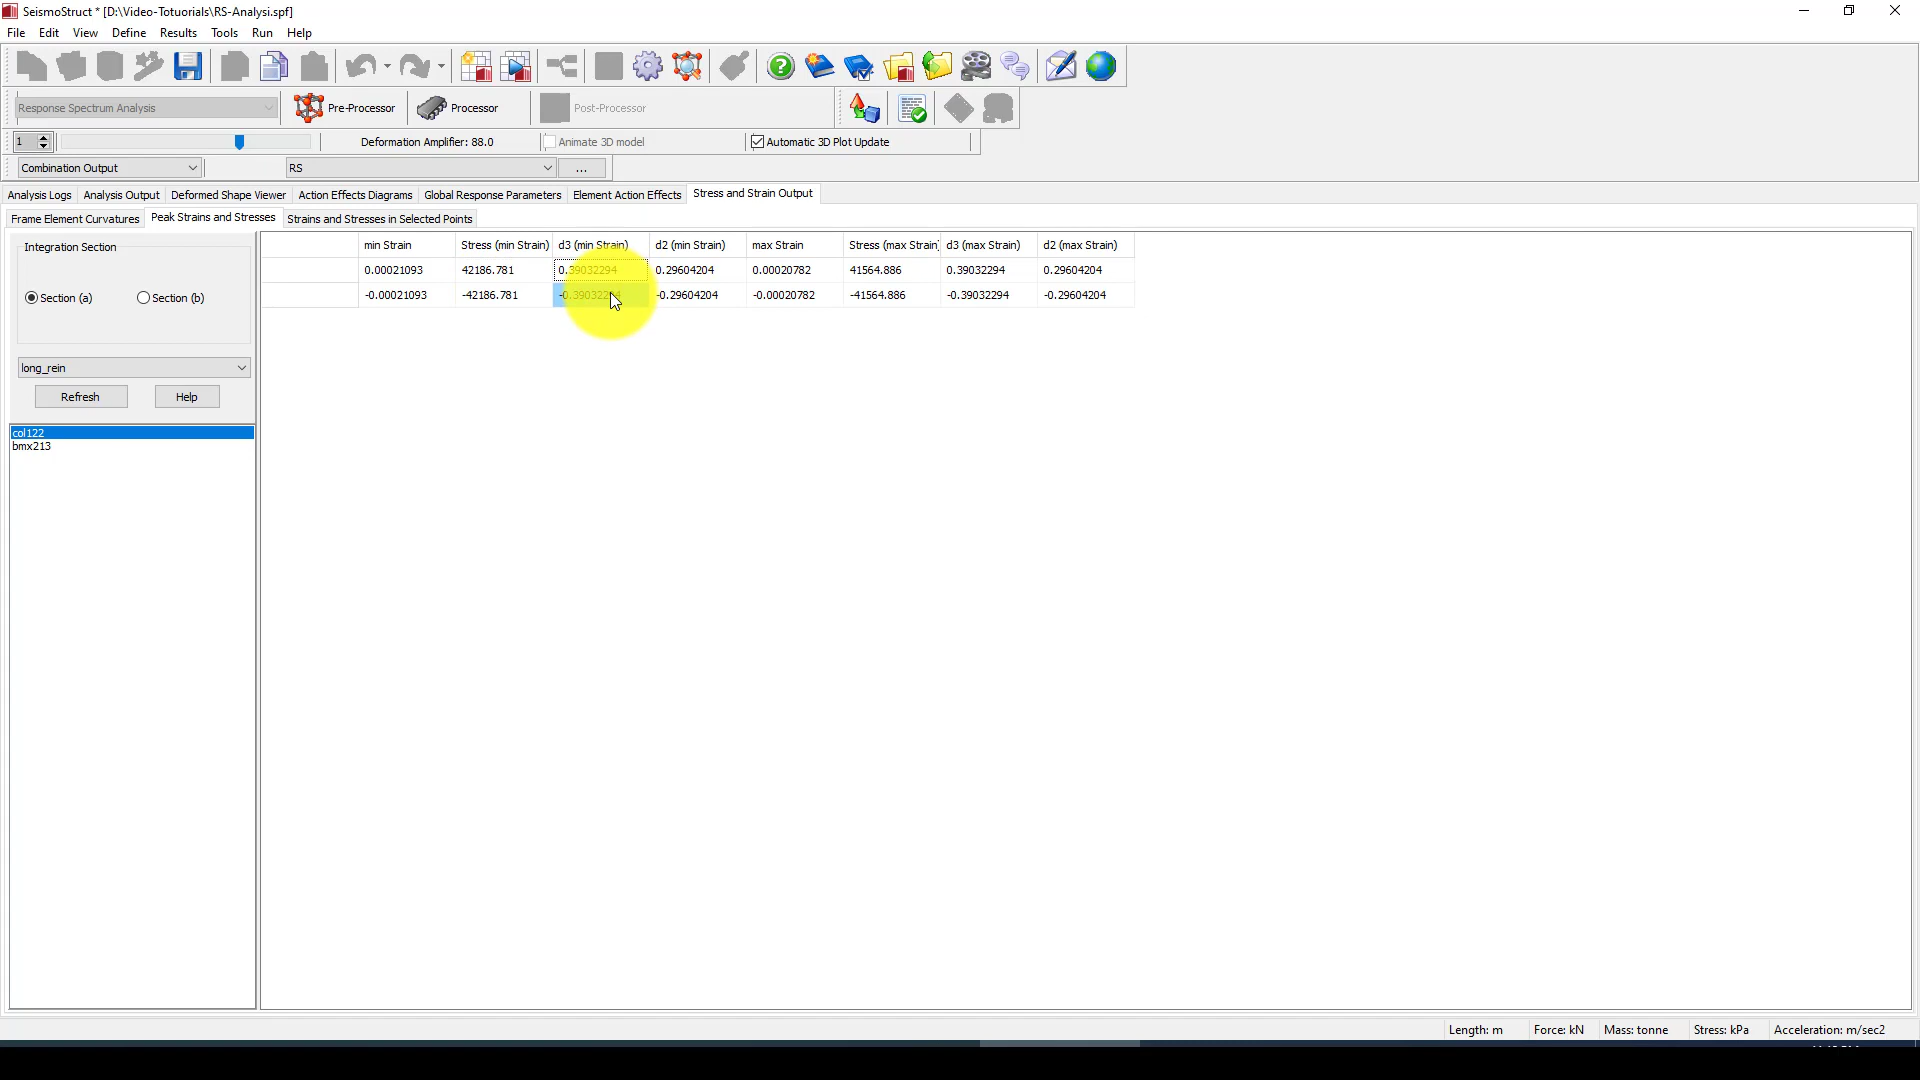 SeismoStruct * [D:\Video-Totuorials\RS-Analysi.spf]
File Edit View Define Results Tools Run Help
Response Spectrum Analysis Pre-Processor Processor Post-Processor
1 Deformation Amplifier: 88.0 Animate 3D model Automatic 3D Plot Update
Combination Output RS ...
Analysis Logs Analysis Output Deformed Shape Viewer Action Effects Diagrams Global Response Parameters Element Action Effects Stress and Strain Output
Frame Element Curvatures Peak Strains and Stresses Strains and Stresses in Selected Points
Integration Section
Section (a) Section (b)
long_rein
Refresh Help
col122
bmx213
min Strain Stress (min Strain) d3 (min Strain) d2 (min Strain) max Strain Stress (max Strain) d3 (max Strain) d2 (max Strain)
0.00021093 42186.781 0.39032294 0.29604204 0.00020782 41564.886 0.39032294 0.29604204
-0.00021093 -42186.781 -0.39032294 -0.29604204 -0.00020782 -41564.886 -0.39032294 -0.29604204
Length: m Force: kN Mass: tonne Stress: kPa Acceleration: m/sec2